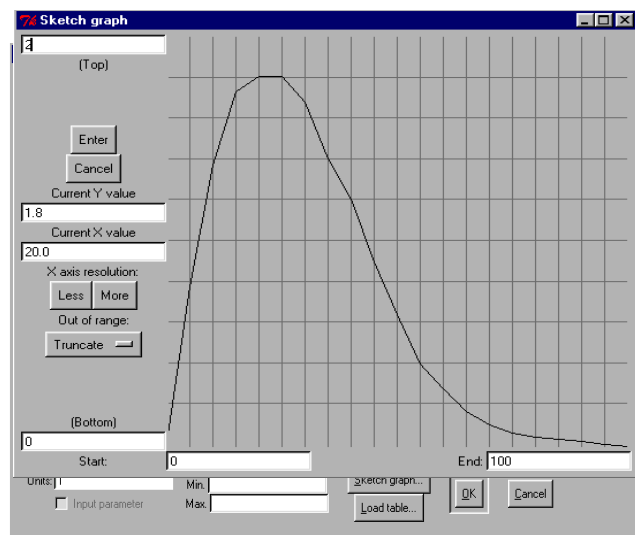 Sketch graph
2
(Top)
Enter
Cancel
Current Y value
1.8
Current X value
20.0
X axis resolution:
Less More
Out of range:
Truncate
(Bottom)
0
Start: 0 End: 100
Units: 1 Min. Sketch graph... OK Cancel
Input parameter Max. Load table...